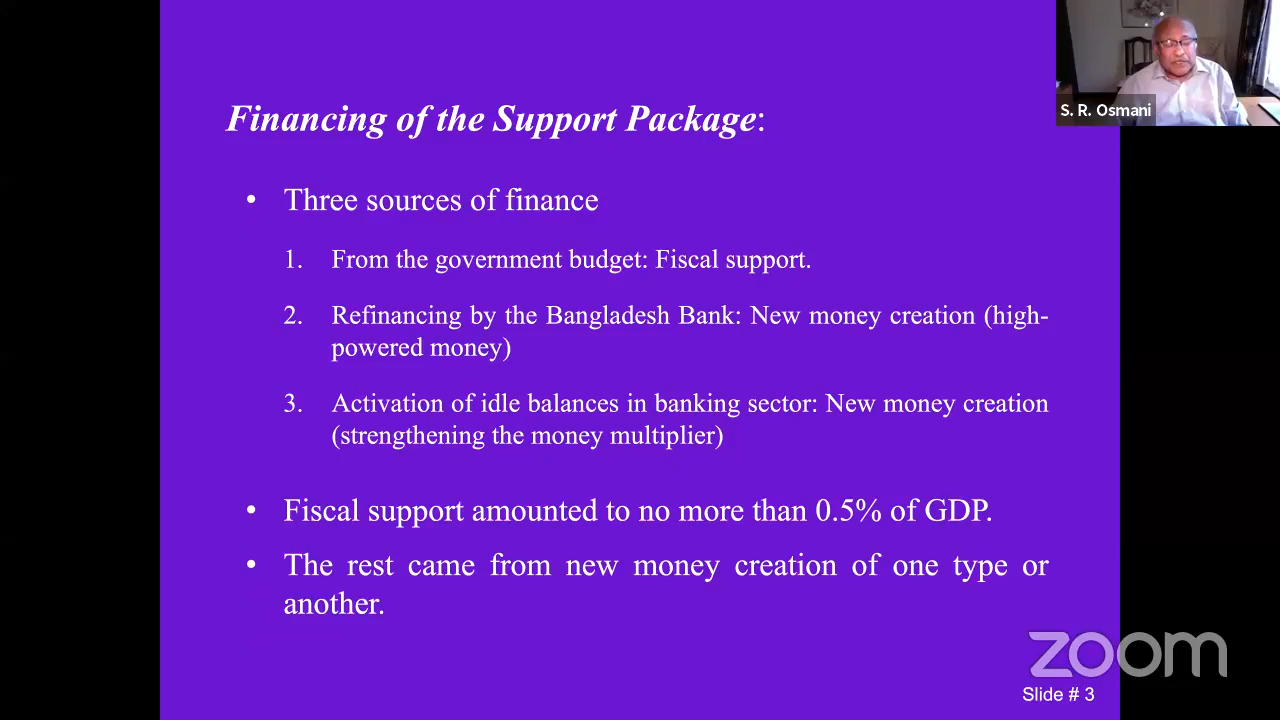 S. R. Osmani
Financing of the Support Package:
• Three sources of finance
1. From the government budget: Fiscal support.
2. Refinancing by the Bangladesh Bank: New money creation (high-
powered money)
3. Activation of idle balances in banking sector: New money creation
(strengthening the money multiplier)
• Fiscal support amounted to no more than 0.5% of GDP.
• The rest came from new money creation of one type or
another.
zoom
Slide # 3